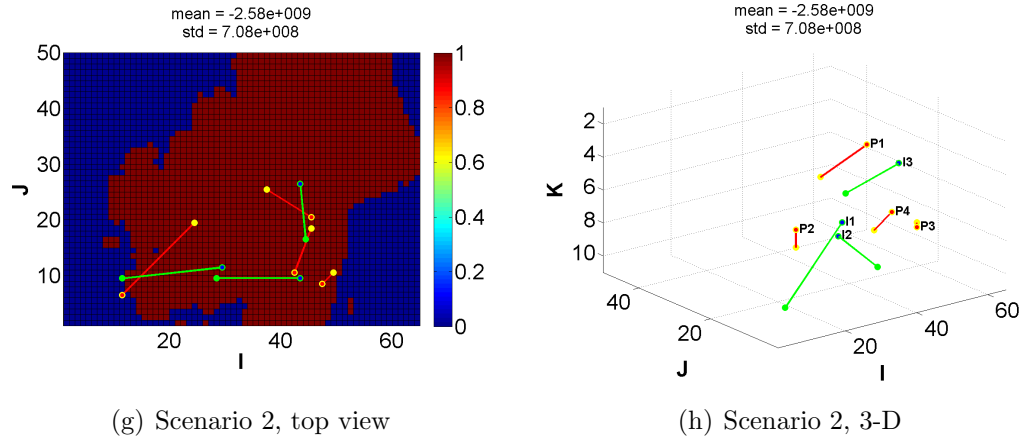 mean = -2.58e+009
std = 7.08e+008
50
40
30
20
10
J
20
40
60
I
1
0.8
0.6
0.4
0.2
0
mean = -2.58e+009
std = 7.08e+008
2
4
6
8
10
K
P1
I3
P4
P3
I1
P2
I2
40
20
J
20
40
60
I
(g) Scenario 2, top view
(h) Scenario 2, 3-D